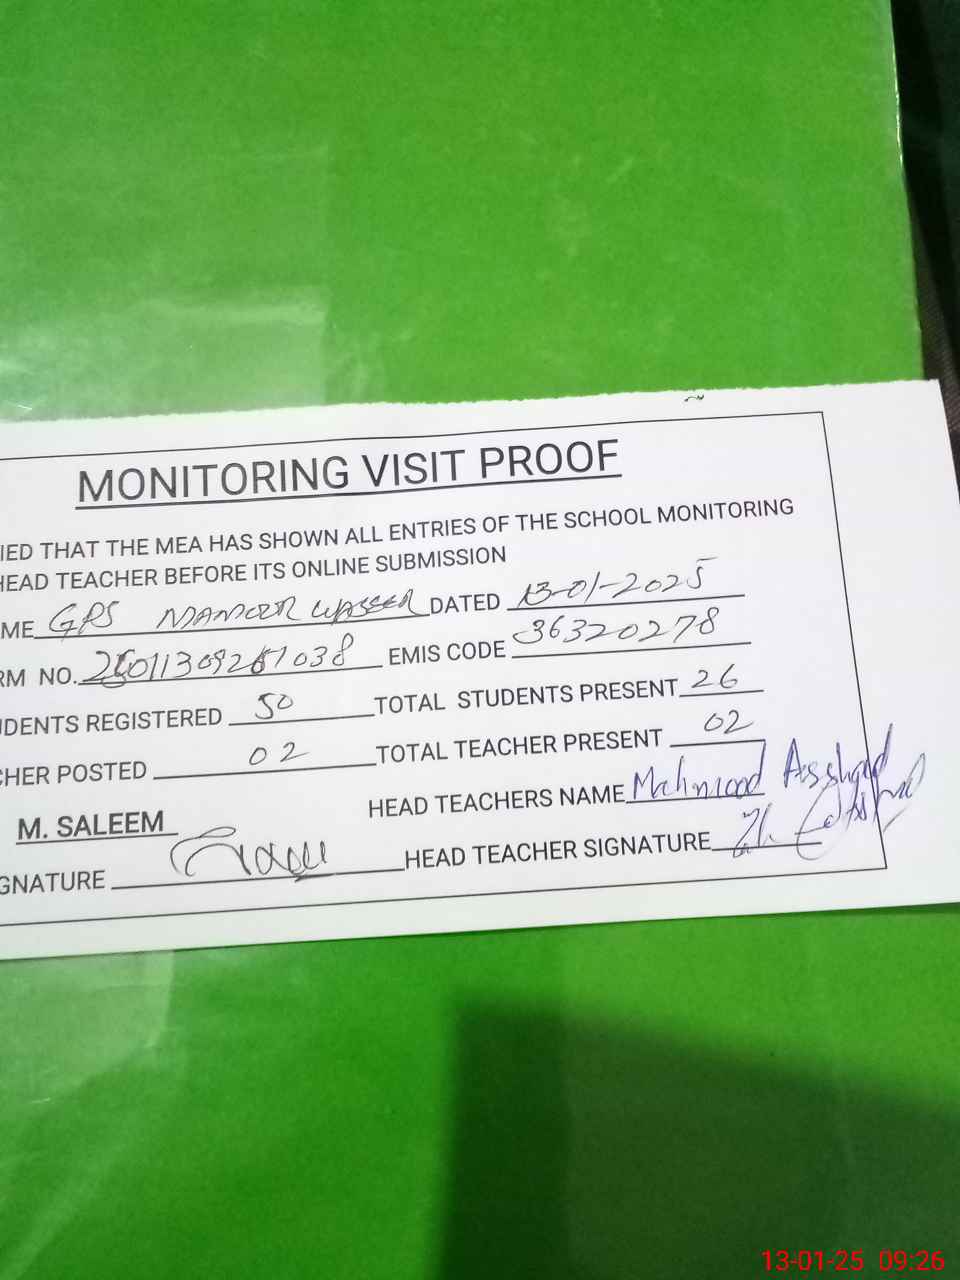 MONITORING VISIT PROOF
IED THAT THE MEA HAS SHOWN ALL ENTRIES OF THE SCHOOL MONITORING
HEAD TEACHER BEFORE ITS ONLINE SUBMISSION
ME GPS DATED 13-01-2025
RM NO. EMIS CODE 36320278
DENTS REGISTERED 50 TOTAL STUDENTS PRESENT 26
CHER POSTED 02 TOTAL TEACHER PRESENT 02
M. SALEEM HEAD TEACHERS NAME Mahmood Asshad
GNATURE HEAD TEACHER SIGNATURE
13-01-25 09:26